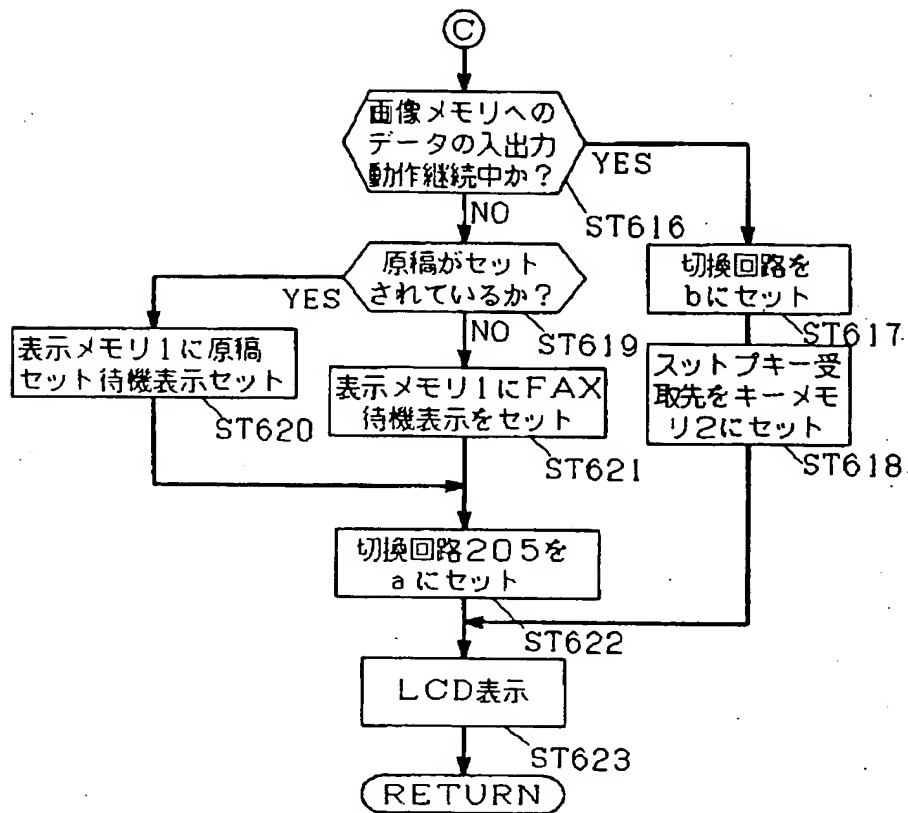 C
画像メモリへの
データの入出力
動作継続中か?
YES
NO
ST616
原稿がセット
されているか?
YES
NO
ST619
切換回路を
bにセット
ST617
表示メモリ1に原稿
セット待機表示セット
ST620
表示メモリ1にFAX
待機表示をセット
ST621
スットプキー受
取先をキーメモ
リ2にセット
ST618
切換回路205を
aにセット
ST622
LCD表示
ST623
RETURN